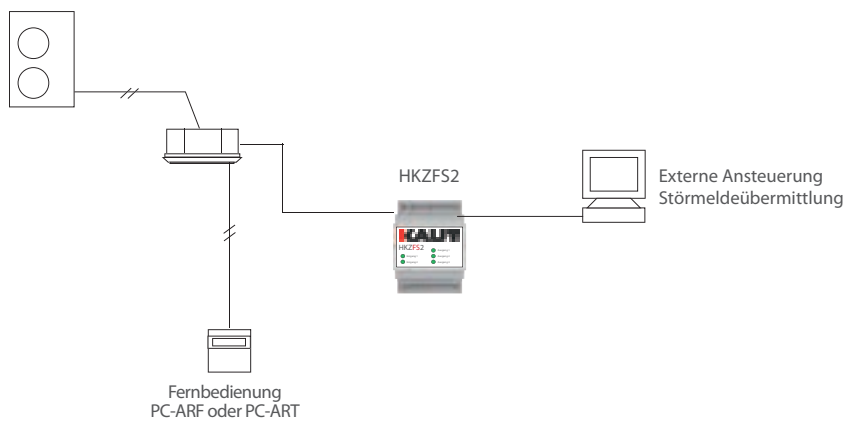 HKZFS2
Externe Ansteuerung
Störmeldeübermittlung
KAUT
HKZFS2
Fernbedienung
PC-ARF oder PC-ART